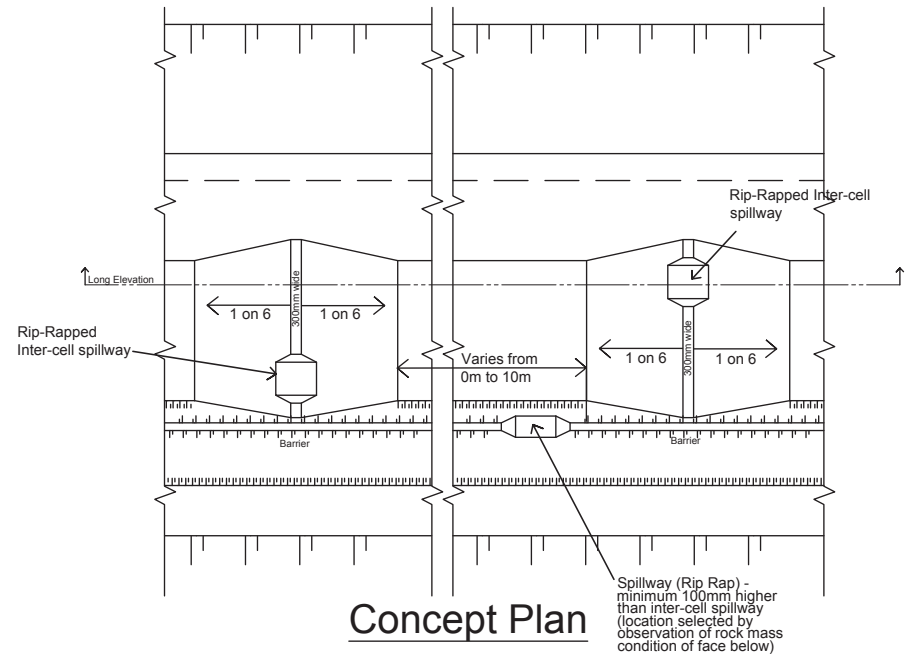 Rip-Rapped Inter-cell
spillway
Long Elevation
300mm wide
1 on 6
1 on 6
Rip-Rapped
Inter-cell spillway
Varies from
0m to 10m
300mm wide
1 on 6
1 on 6
Barrier
Barrier
Spillway (Rip Rap) -
minimum 100mm higher
than inter-cell spillway
(location selected by
observation of rock mass
condition of face below)
Concept Plan